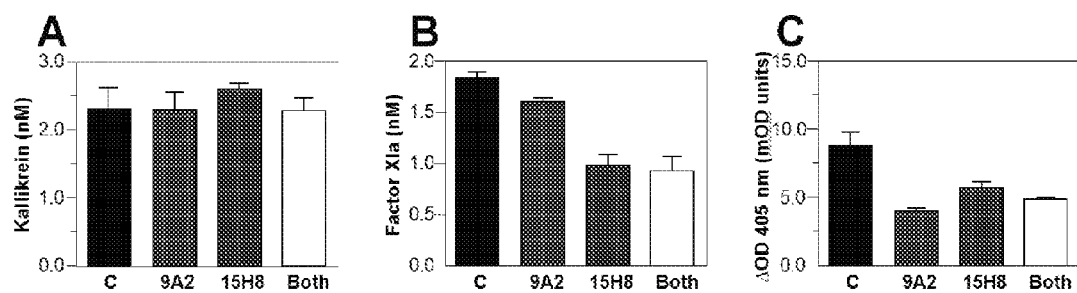 A
Kallikrein (nM)
3.0
2.0
1.0
0.0
C 9A2 15H8 Both
B
Factor XIa (nM)
2.0
1.5
1.0
0.5
0.0
C 9A2 15H8 Both
C
ΔOD 405 nm (mOD units)
15.0
10.0
5.0
0.0
C 9A2 15H8 Both